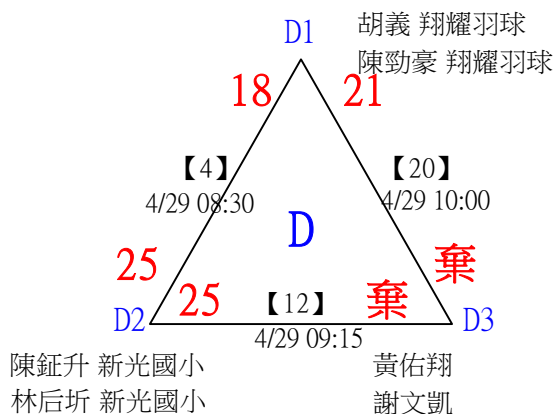 D1
胡義 翔耀羽球
陳勁豪 翔耀羽球
18
21
【4】
4/29 08:30
【20】
4/29 10:00
D
25
棄
25
【12】
棄
D2
4/29 09:15
D3
陳鉦升 新光國小
林后圻 新光國小
黃佑翔
謝文凱